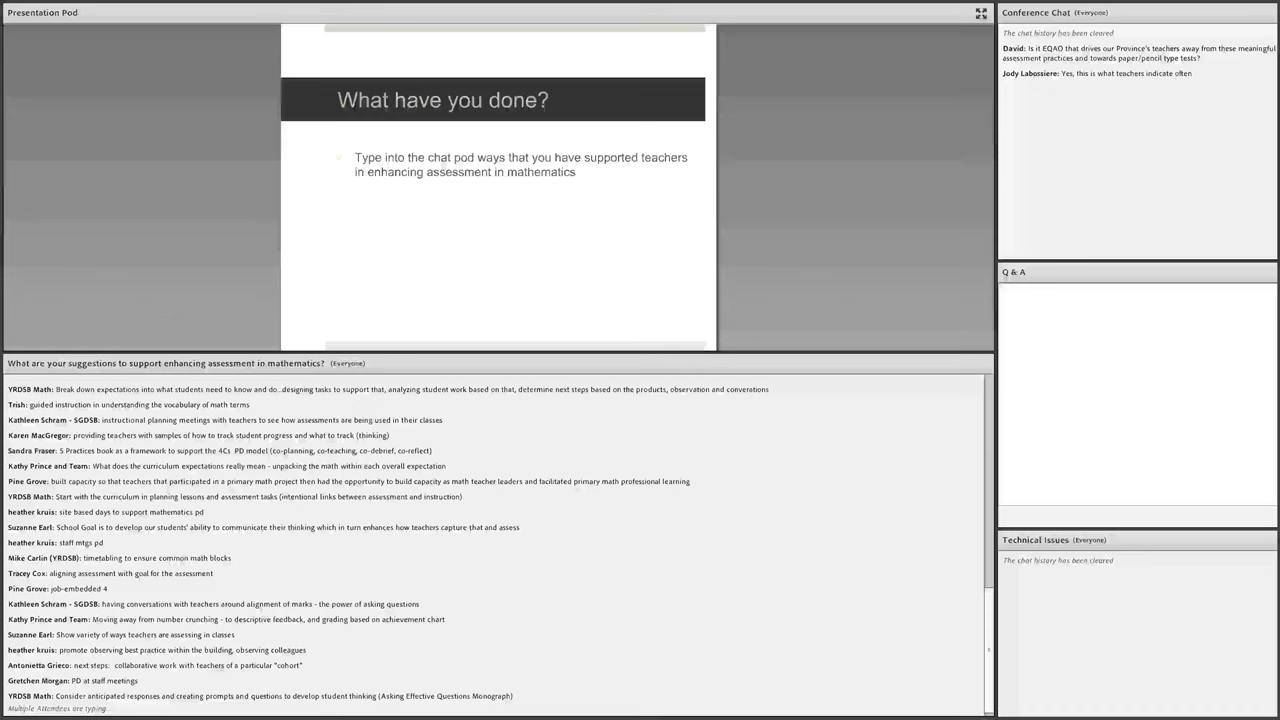 Presentation Pod
What have you done?
Type into the chat pod ways that you have supported teachers
in enhancing assessment in mathematics
What are your suggestions to support enhancing assessment in mathematics? (Everyone)
YRDSB Math: Break down expectations into what students need to know and do...designing tasks to support that, analyzing student work based on that, determine next steps based on the products, observation and converations
Trish: guided instruction in understanding the vocabulary of math terms
Kathleen Schram - SGDSB: instructional planning meetings with teachers to see how assessments are being used in their classes
Karen MacGregor: providing teachers with samples of how to track student progress and what to track (thinking)
Sandra Fraser: 5 Practices book as a framework to support the 4Cs PD model (co-planning, co-teaching, co-debrief, co-reflect)
Kathy Prince and Team: What does the curriculum expectations really mean - unpacking the math within each overall expectation
Pine Grove: built capacity so that teachers that participated in a primary math project then had the opportunity to build capacity as math teacher leaders and facilitated primary math professional learning
YRDSB Math: Start with the curriculum in planning lessons and assessment tasks (intentional links between assessment and instruction)
heather kruis: site based days to support mathematics pd
Suzanne Earl: School Goal is to develop our students' ability to communicate their thinking which in turn enhances how teachers capture that and assess
heather kruis: staff mtgs pd
Mike Carlin (YRDSB): timetabling to ensure common math blocks
Tracey Cox: aligning assessment with goal for the assessment
Pine Grove: job-embedded 4
Kathleen Schram - SGDSB: having conversations with teachers around alignment of marks - the power of asking questions
Kathy Prince and Team: Moving away from number crunching - to descriptive feedback, and grading based on achievement chart
Suzanne Earl: Show variety of ways teachers are assessing in classes
heather kruis: promote observing best practice within the building, observing colleagues
Antonietta Grieco: next steps: collaborative work with teachers of a particular "cohort"
Gretchen Morgan: PD at staff meetings
YRDSB Math: Consider anticipated responses and creating prompts and questions to develop student thinking (Asking Effective Questions Monograph)
Multiple Attendees are typing...
Conference Chat (Everyone)
The chat history has been cleared
David: Is it EQAO that drives our Province's teachers away from these meaningful
assessment practices and towards paper/pencil type tests?
Jody Labossiere: Yes, this is what teachers indicate often
Q & A
Technical Issues (Everyone)
The chat history has been cleared